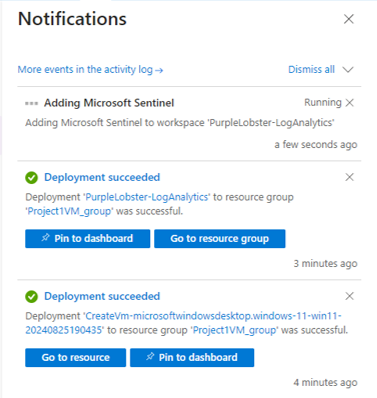 Notifications
More events in the activity log →
Dismiss all
Adding Microsoft Sentinel
Running
Adding Microsoft Sentinel to workspace 'PurpleLobster-LogAnalytics'
a few seconds ago
Deployment succeeded
Deployment 'PurpleLobster-LogAnalytics' to resource group
'Project1VM_group' was successful.
Pin to dashboard
Go to resource group
3 minutes ago
Deployment succeeded
Deployment 'CreateVm-microsoftwindowsdesktop.windows-11-win11-
20240825190435' to resource group 'Project1VM_group' was successful.
Go to resource
Pin to dashboard
4 minutes ago